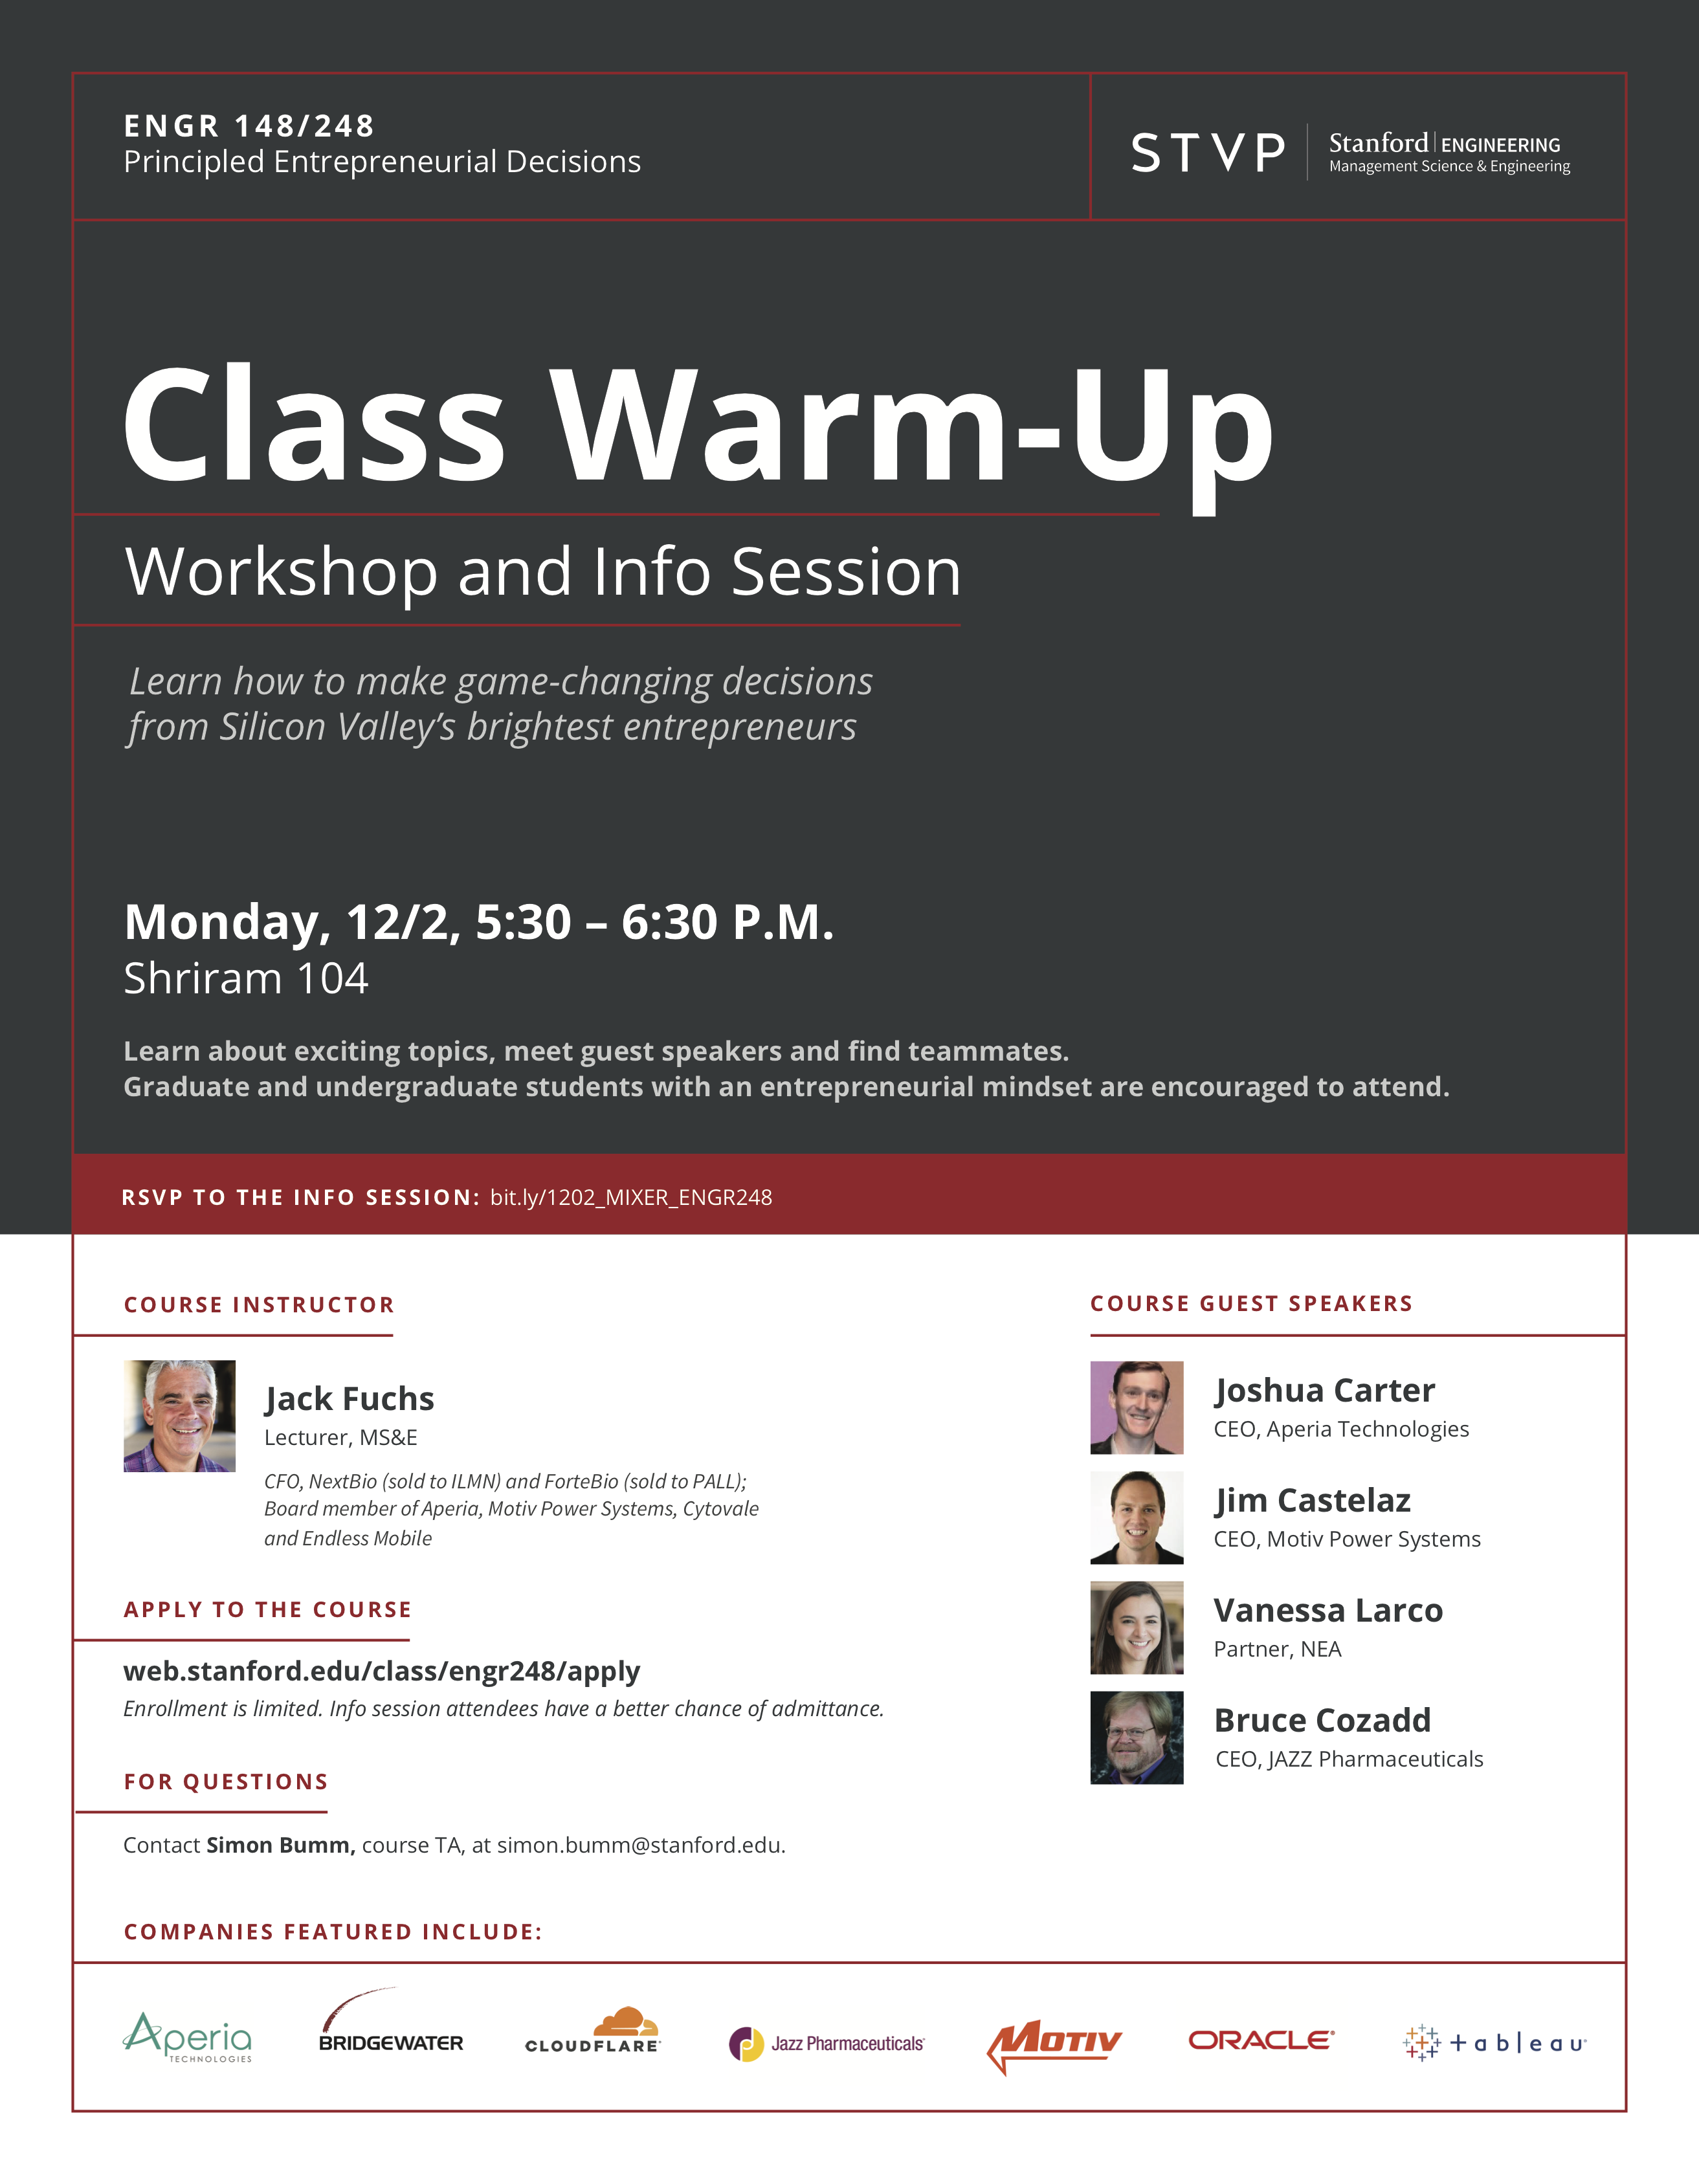 ENGR 148/248
Principled Entrepreneurial Decisions
STVP
Stanford ENGINEERING
Management Science & Engineering
Class Warm-Up
Workshop and Info Session
Learn how to make game-changing decisions
from Silicon Valley's brightest entrepreneurs
Monday, 12/2, 5:30 – 6:30 P.M.
Shriram 104
Learn about exciting topics, meet guest speakers and find teammates.
Graduate and undergraduate students with an entrepreneurial mindset are encouraged to attend.
RSVP TO THE INFO SESSION: bit.ly/1202_MIXER_ENGR248
COURSE INSTRUCTOR
Jack Fuchs
Lecturer, MS&E
CFO, NextBio (sold to ILMN) and ForteBio (sold to PALL);
Board member of Aperia, Motiv Power Systems, Cytovale
and Endless Mobile
APPLY TO THE COURSE
web.stanford.edu/class/engr248/apply
Enrollment is limited. Info session attendees have a better chance of admittance.
FOR QUESTIONS
Contact Simon Bumm, course TA, at simon.bumm@stanford.edu.
COURSE GUEST SPEAKERS
Joshua Carter
CEO, Aperia Technologies
Jim Castelaz
CEO, Motiv Power Systems
Vanessa Larco
Partner, NEA
Bruce Cozadd
CEO, JAZZ Pharmaceuticals
COMPANIES FEATURED INCLUDE:
Aperia
TECHNOLOGIES
BRIDGEWATER
CLOUDFLARE
Jazz Pharmaceuticals
MOTIV
ORACLE®
+ableau